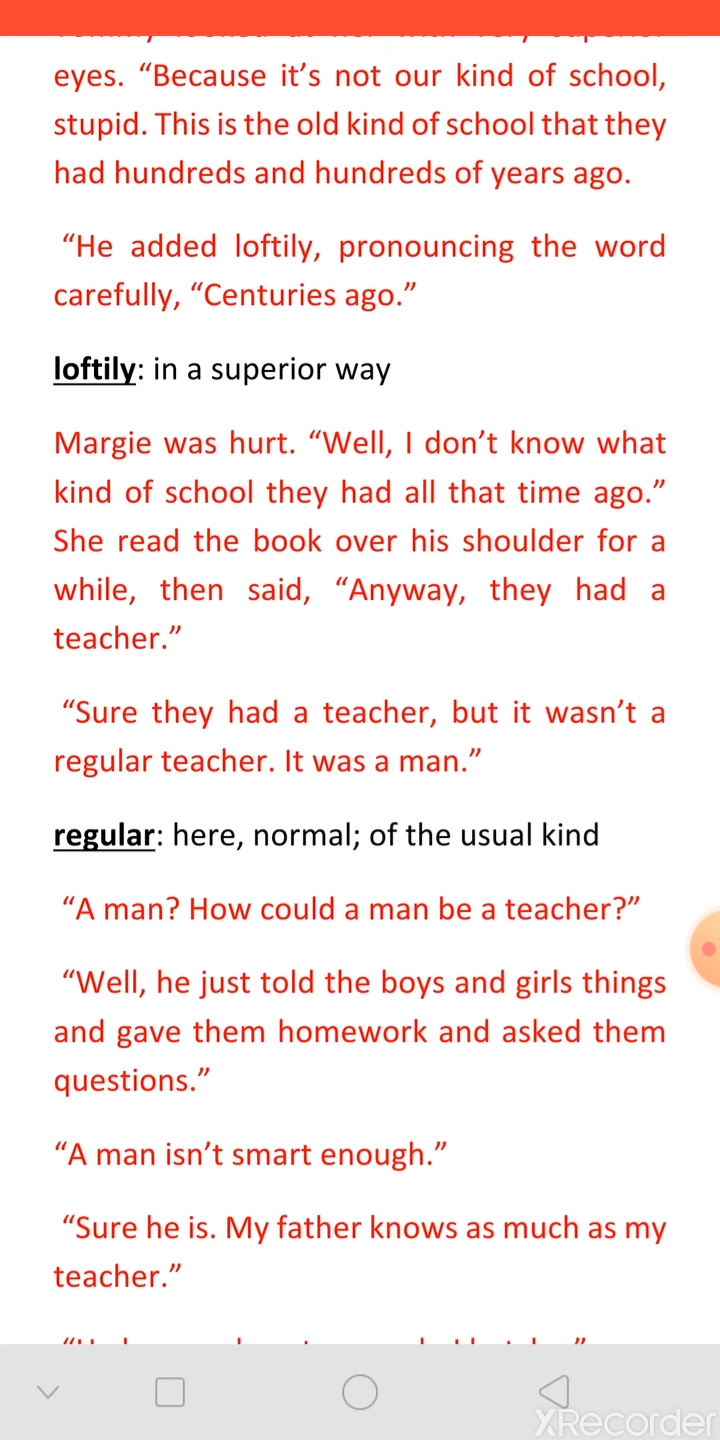 eyes. “Because it’s not our kind of school,
stupid. This is the old kind of school that they
had hundreds and hundreds of years ago.
“He added loftily, pronouncing the word
carefully, “Centuries ago.”
loftily: in a superior way
Margie was hurt. “Well, I don’t know what
kind of school they had all that time ago.”
She read the book over his shoulder for a
while, then said, “Anyway, they had a
teacher.”
“Sure they had a teacher, but it wasn’t a
regular teacher. It was a man.”
regular: here, normal; of the usual kind
“A man? How could a man be a teacher?”
“Well, he just told the boys and girls things
and gave them homework and asked them
questions.”
“A man isn’t smart enough.”
“Sure he is. My father knows as much as my
teacher.”
XRecorder